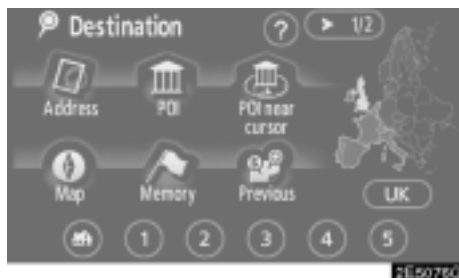 Destination ? 1/2
Address POI POI near
cursor
Map Memory Previous UK
1 2 3 4 5
2E5076C